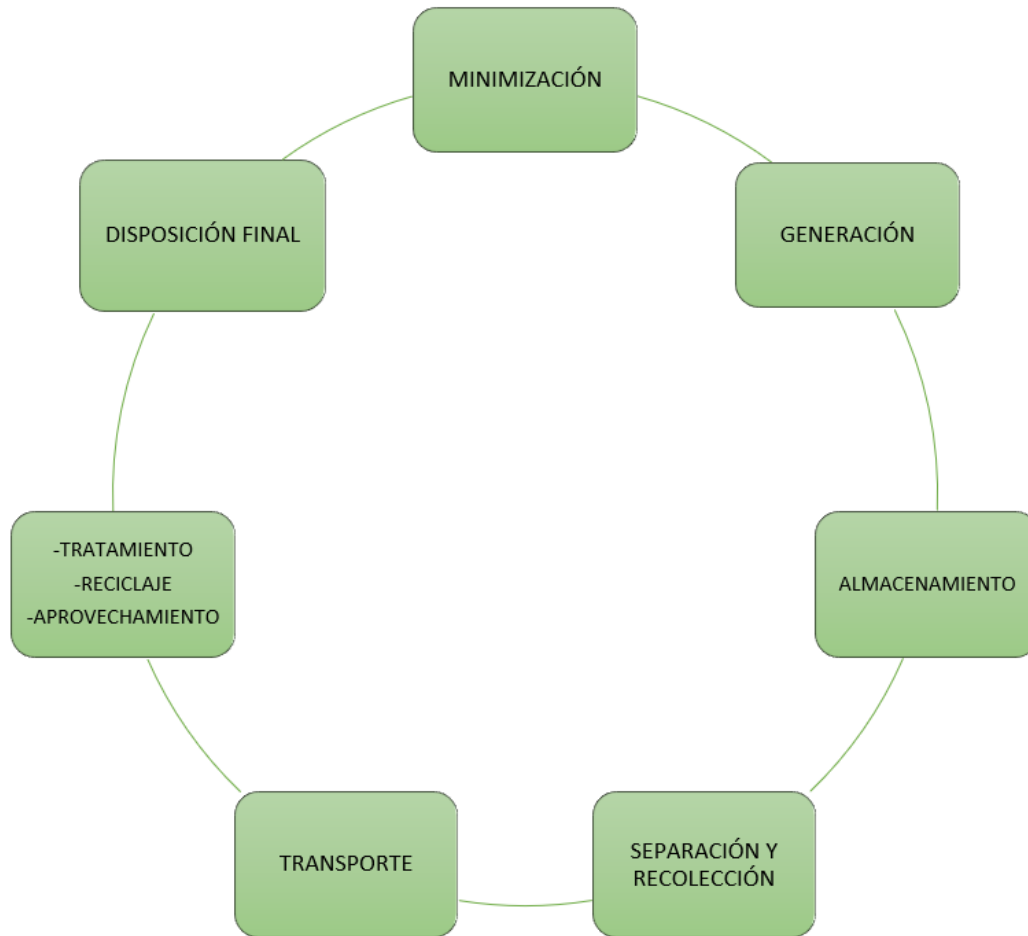 MINIMIZACIÓN
GENERACIÓN
ALMACENAMIENTO
SEPARACIÓN Y
RECOLECCIÓN
TRANSPORTE
-TRATAMIENTO
-RECICLAJE
-APROVECHAMIENTO
DISPOSICIÓN FINAL